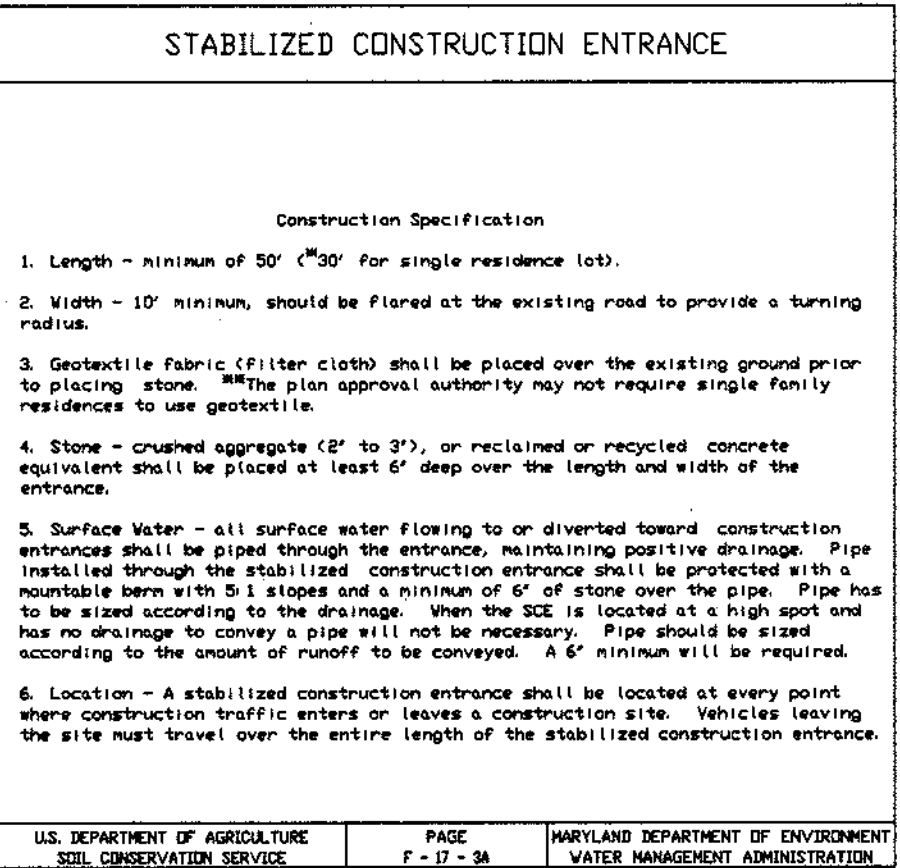 STABILIZED CONSTRUCTION ENTRANCE
Construction Specification
1. Length - minimum of 50' (*30' for single residence lot).
2. Width - 10' minimum, should be flared at the existing road to provide a turning
radius.
3. Geotextile fabric (filter cloth) shall be placed over the existing ground prior
to placing stone. **The plan approval authority may not require single family
residences to use geotextile.
4. Stone - crushed aggregate (2" to 3"), or reclaimed or recycled concrete
equivalent shall be placed at least 6" deep over the length and width of the
entrance.
5. Surface Water - all surface water flowing to or diverted toward construction
entrances shall be piped through the entrance, maintaining positive drainage. Pipe
installed through the stabilized construction entrance shall be protected with a
mountable berm with 5:1 slopes and a minimum of 6" of stone over the pipe. Pipe has
to be sized according to the drainage. When the SCE is located at a high spot and
has no drainage to convey a pipe will not be necessary. Pipe should be sized
according to the amount of runoff to be conveyed. A 6" minimum will be required.
6. Location - A stabilized construction entrance shall be located at every point
where construction traffic enters or leaves a construction site. Vehicles leaving
the site must travel over the entire length of the stabilized construction entrance.
U.S. DEPARTMENT OF AGRICULTURE
SOIL CONSERVATION SERVICE
PAGE
F - 17 - 3A
MARYLAND DEPARTMENT OF ENVIRONMENT
WATER MANAGEMENT ADMINISTRATION